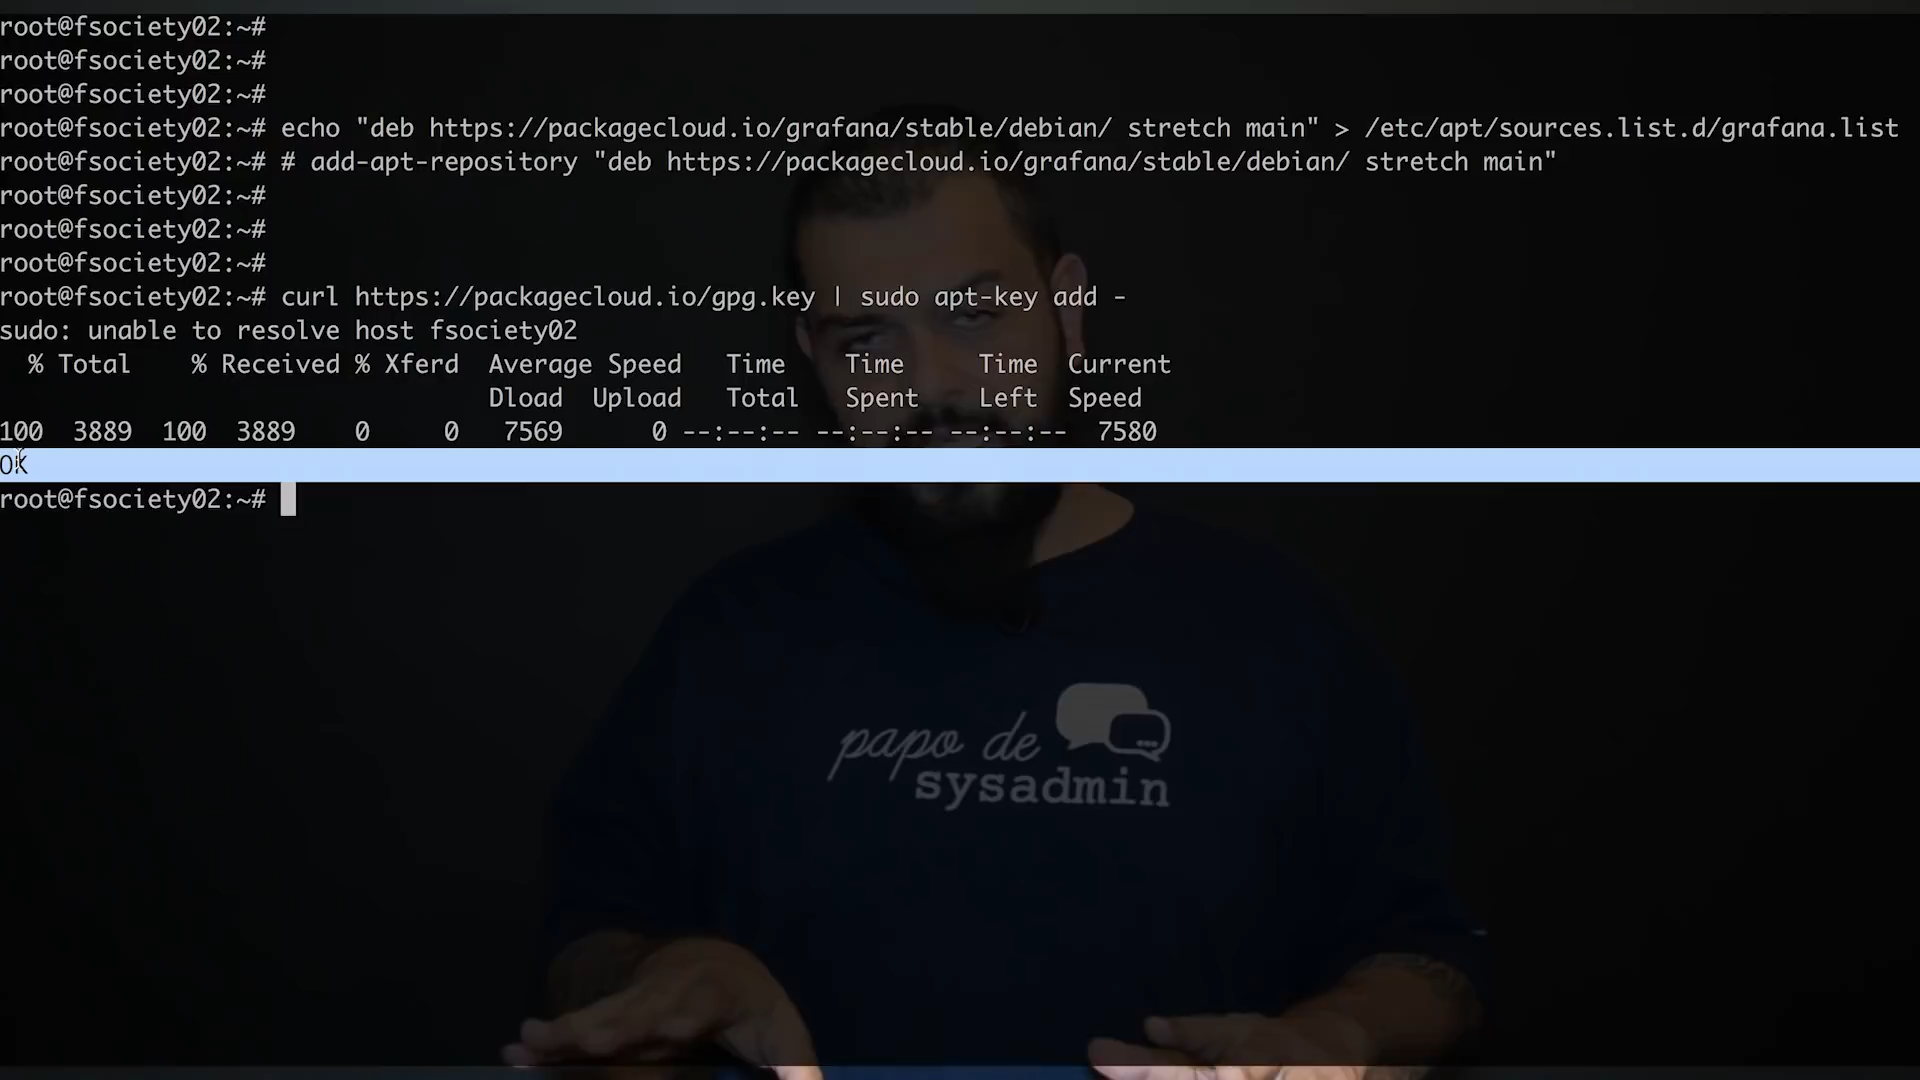 root@fsociety02:~#
root@fsociety02:~#
root@fsociety02:~#
root@fsociety02:~# echo "deb https://packagecloud.io/grafana/stable/debian/ stretch main" > /etc/apt/sources.list.d/grafana.list
root@fsociety02:~# # add-apt-repository "deb https://packagecloud.io/grafana/stable/debian/ stretch main"
root@fsociety02:~#
root@fsociety02:~#
root@fsociety02:~#
root@fsociety02:~# curl https://packagecloud.io/gpg.key | sudo apt-key add -
sudo: unable to resolve host fsociety02
% Total % Received % Xferd Average Speed Time Time Time Current
Dload Upload Total Spent Left Speed
100 3889 100 3889 0 0 7569 0 --:--:-- --:--:-- --:--:-- 7580
OK
root@fsociety02:~#
papo de
sysadmin